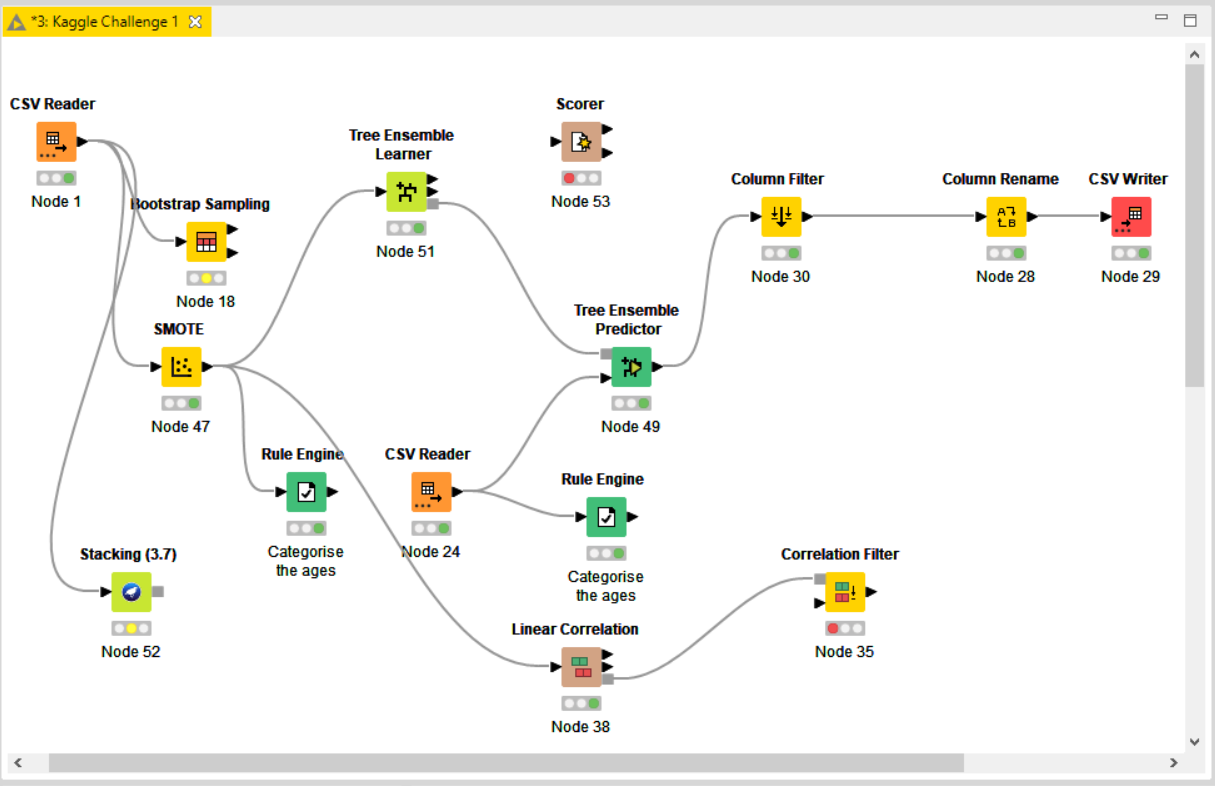 *3: Kaggle Challenge 1
CSV Reader
Node 1
Bootstrap Sampling
Node 18
SMOTE
Node 47
Stacking (3.7)
Node 52
Tree Ensemble
Learner
Node 51
Rule Engine
Categorise
the ages
CSV Reader
Node 24
Scorer
Node 53
Tree Ensemble
Predictor
Node 49
Rule Engine
Categorise
the ages
Linear Correlation
Node 38
Column Filter
Node 30
Correlation Filter
Node 35
Column Rename
A
B
Node 28
CSV Writer
Node 29